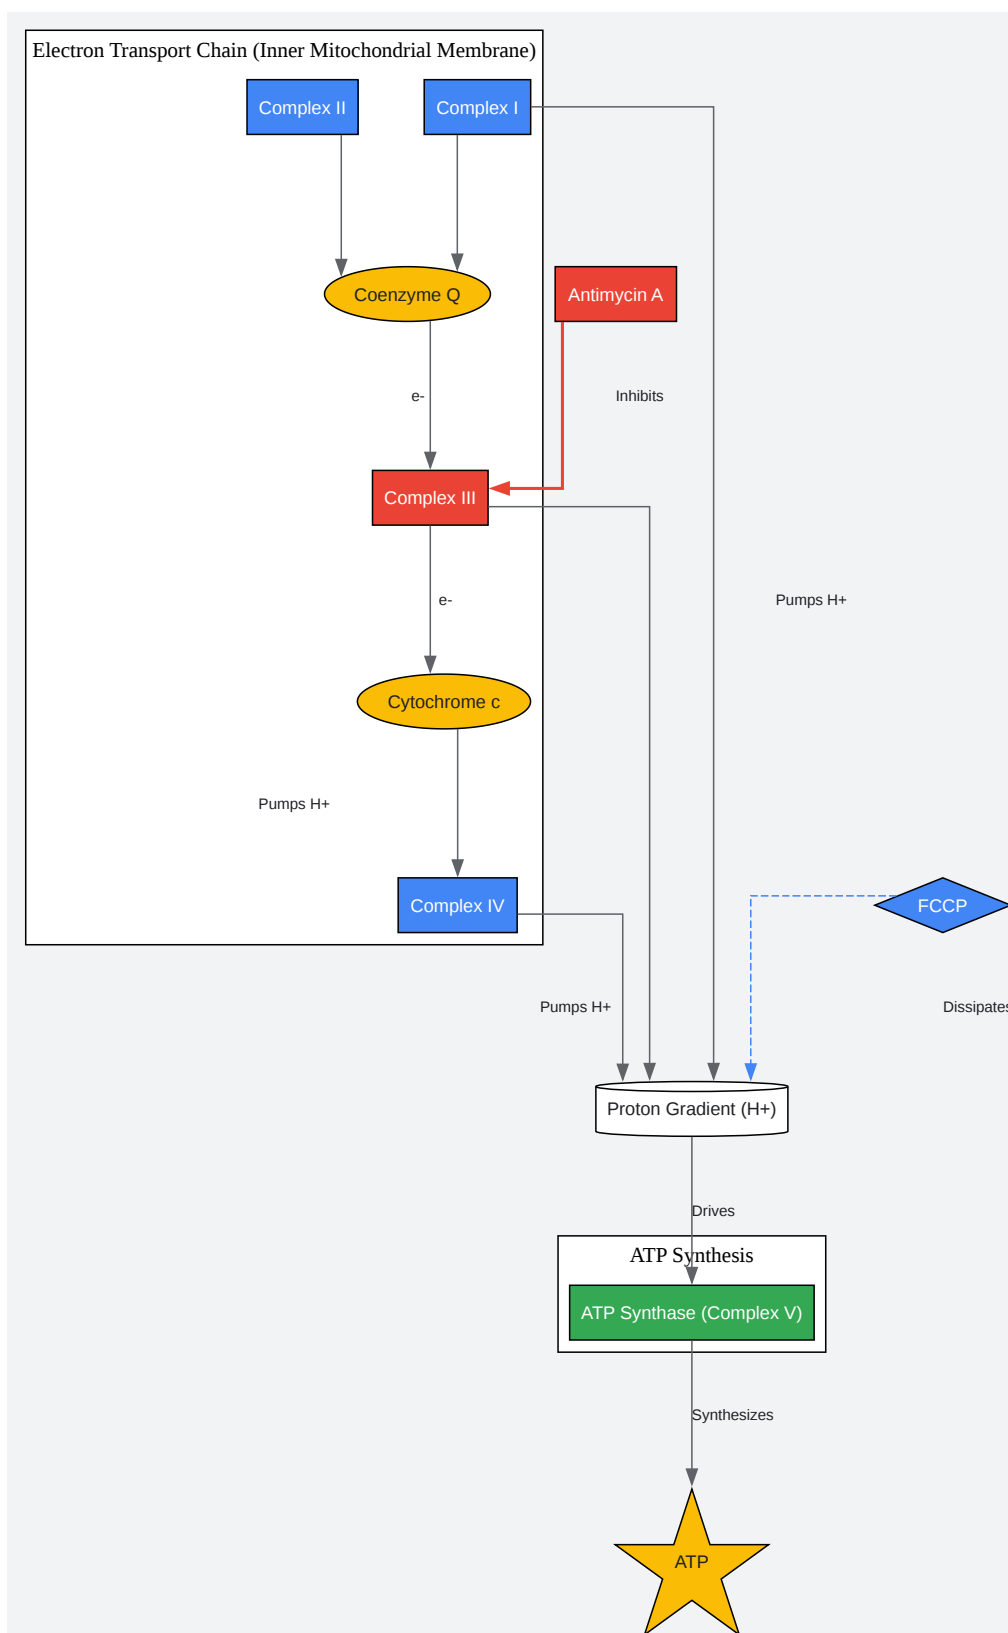 Electron Transport Chain (Inner Mitochondrial Membrane)
Complex II
Complex I
Coenzyme Q
Antimycin A
e-
Inhibits
Complex III
e-
Pumps H+
Cytochrome c
Pumps H+
Complex IV
FCCP
Pumps H+
Dissipates
Proton Gradient (H+)
Drives
ATP Synthesis
ATP Synthase (Complex V)
Synthesizes
ATP